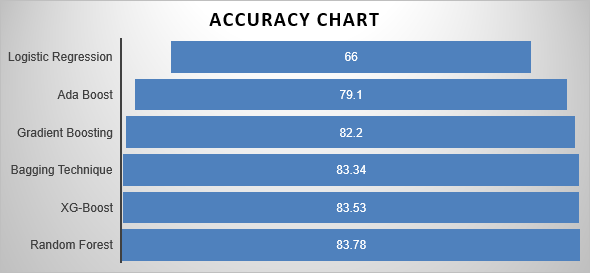 ACCURACY CHART
Logistic Regression 66
Ada Boost 79.1
Gradient Boosting 82.2
Bagging Technique 83.34
XG-Boost 83.53
Random Forest 83.78